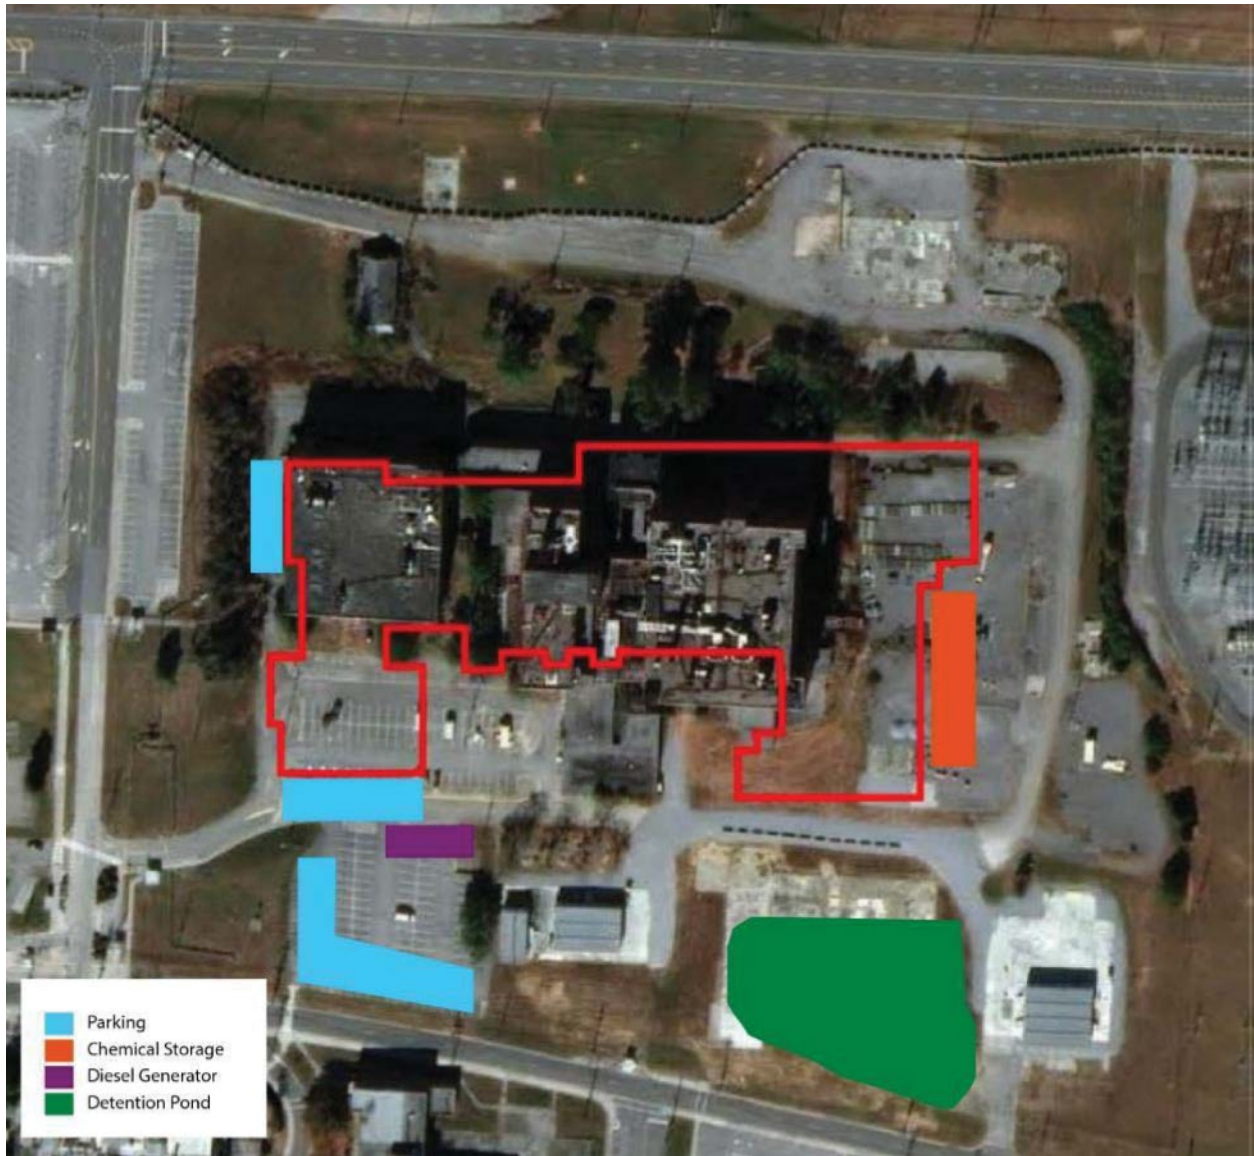 Parking
Chemical Storage
Diesel Generator
Detention Pond